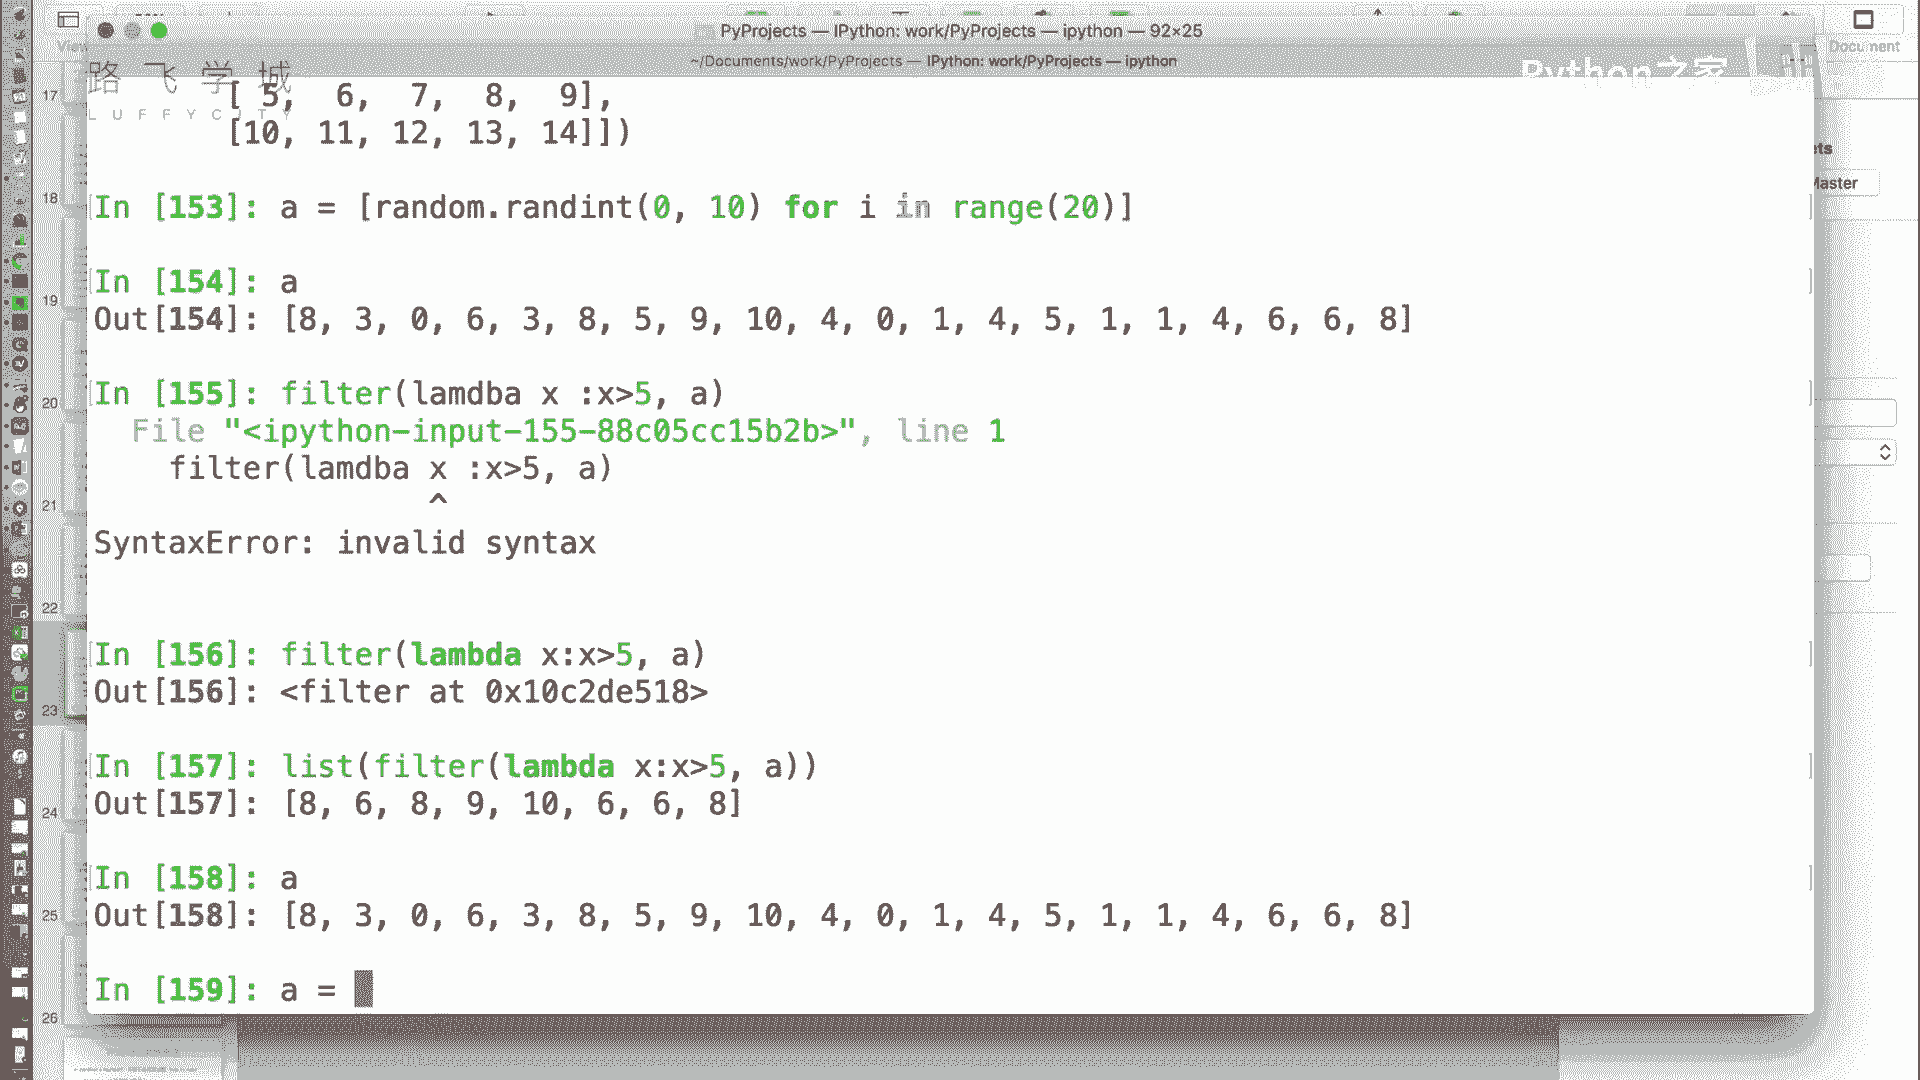 PyProjects — IPython: work/PyProjects — ipython — 92×25
~/Documents/work/PyProjects — IPython: work/PyProjects — ipython
Document
路飞学城
LUFFYCITY
Python之家
[ 5,  6,  7,  8,  9],
[10, 11, 12, 13, 14]])
In [153]: a = [random.randint(0, 10) for i in range(20)]
In [154]: a
Out[154]: [8, 3, 0, 6, 3, 8, 5, 9, 10, 4, 0, 1, 4, 5, 1, 1, 4, 6, 6, 8]
In [155]: filter(lamdba x :x>5, a)
File "<ipython-input-155-88c05cc15b2b>", line 1
filter(lamdba x :x>5, a)
^
SyntaxError: invalid syntax
In [156]: filter(lambda x:x>5, a)
Out[156]: <filter at 0x10c2de518>
In [157]: list(filter(lambda x:x>5, a))
Out[157]: [8, 6, 8, 9, 10, 6, 6, 8]
In [158]: a
Out[158]: [8, 3, 0, 6, 3, 8, 5, 9, 10, 4, 0, 1, 4, 5, 1, 1, 4, 6, 6, 8]
In [159]: a =
17
18
19
20
21
22
23
24
25
26